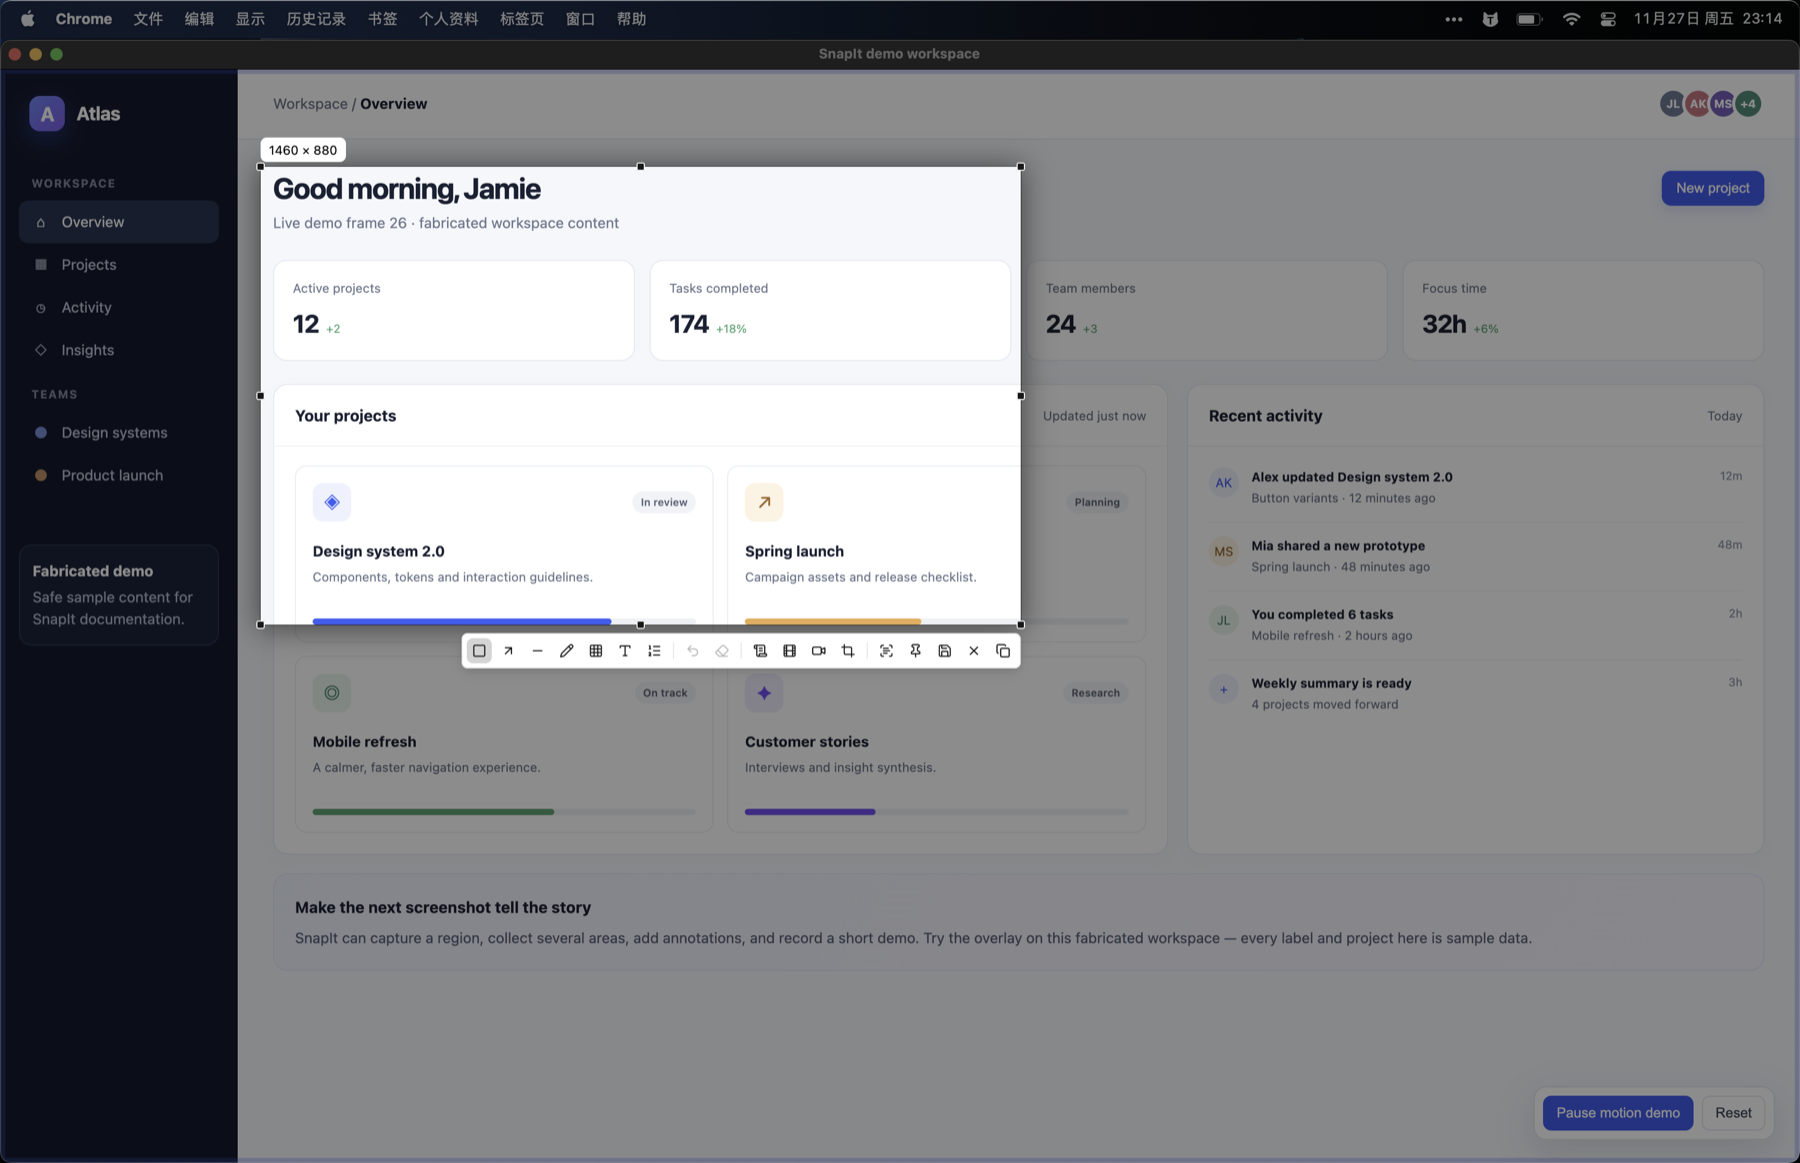 Chrome 文件 编辑 显示 历史记录 书签 个人资料 标签页 窗口 帮助
11月27日 周五 23:14
SnapIt demo workspace
A Atlas
WORKSPACE
Overview
Projects
Activity
Insights
TEAMS
Design systems
Product launch
Fabricated demo
Safe sample content for
SnapIt documentation.
Workspace / Overview
JL AK MS +4
1460 × 880
Good morning, Jamie
Live demo frame 26 · fabricated workspace content
New project
Active projects
12 +2
Tasks completed
174 +18%
Team members
24 +3
Focus time
32h +6%
Your projects
Updated just now
In review
Design system 2.0
Components, tokens and interaction guidelines.
Planning
Spring launch
Campaign assets and release checklist.
On track
Mobile refresh
A calmer, faster navigation experience.
Research
Customer stories
Interviews and insight synthesis.
Recent activity
Today
AK
Alex updated Design system 2.0
12m
Button variants · 12 minutes ago
MS
Mia shared a new prototype
48m
Spring launch · 48 minutes ago
JL
You completed 6 tasks
2h
Mobile refresh · 2 hours ago
+
Weekly summary is ready
3h
4 projects moved forward
Make the next screenshot tell the story
SnapIt can capture a region, collect several areas, add annotations, and record a short demo. Try the overlay on this fabricated workspace — every label and project here is sample data.
Pause motion demo
Reset